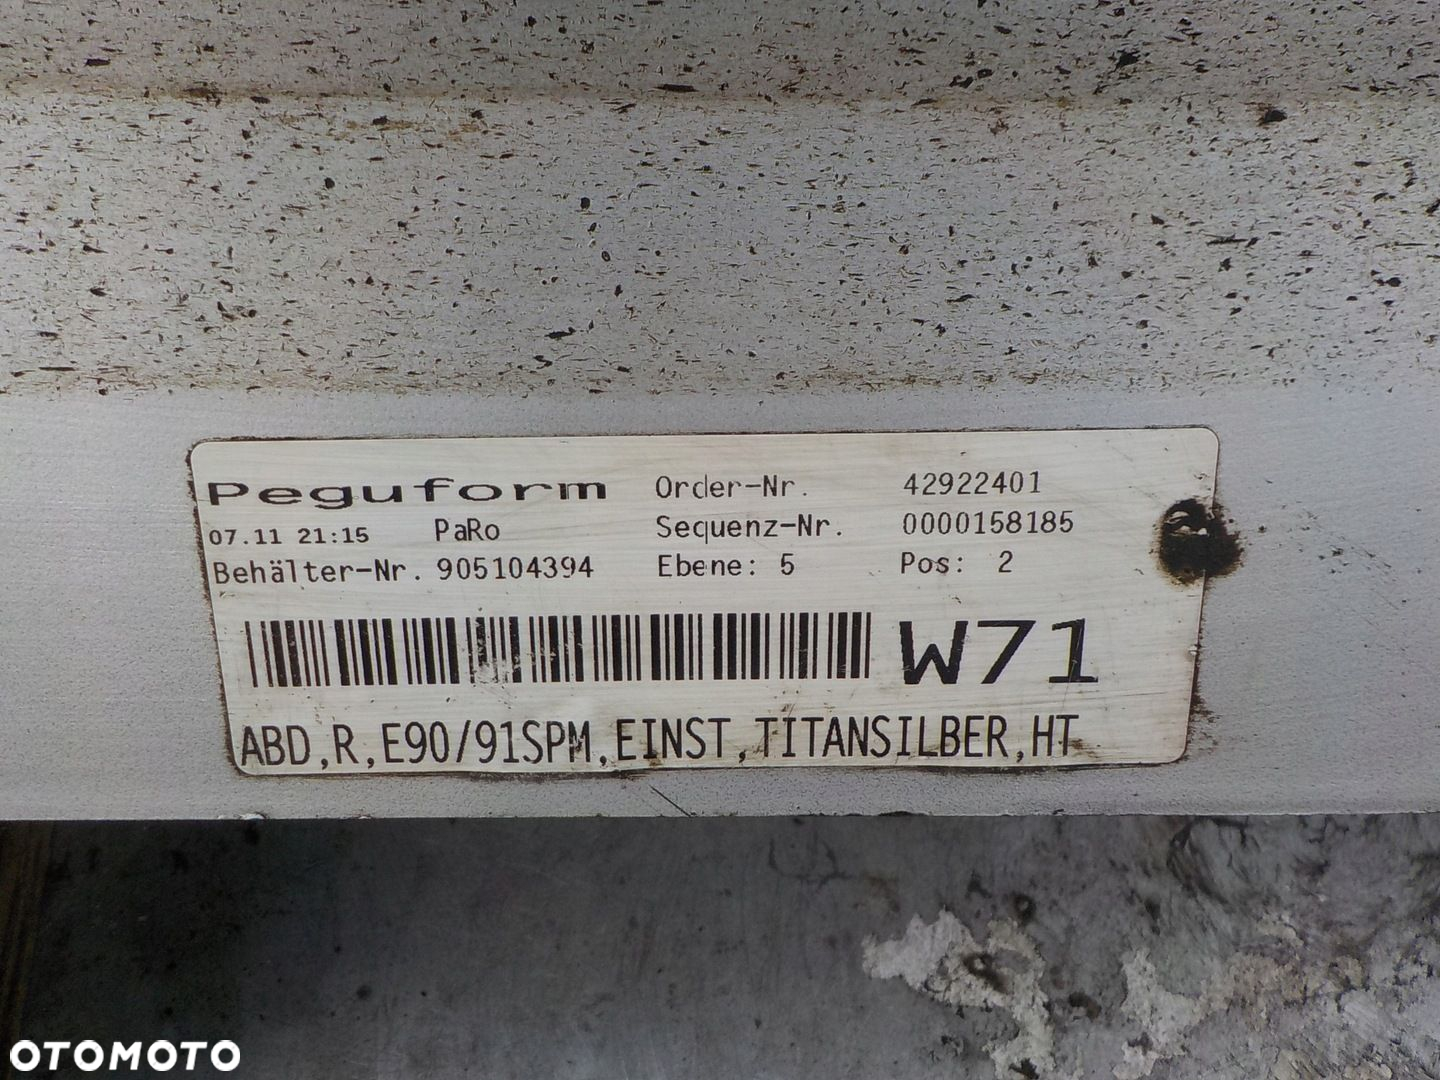 Peguform Order-Nr. 42922401
07.11 21:15 PaRo Sequenz-Nr. 0000158185
Behälter-Nr. 905104394 Ebene: 5 Pos: 2
W71
ABD,R,E90/91SPM,EINST,TITANSILBER,HT
OTOMOTO